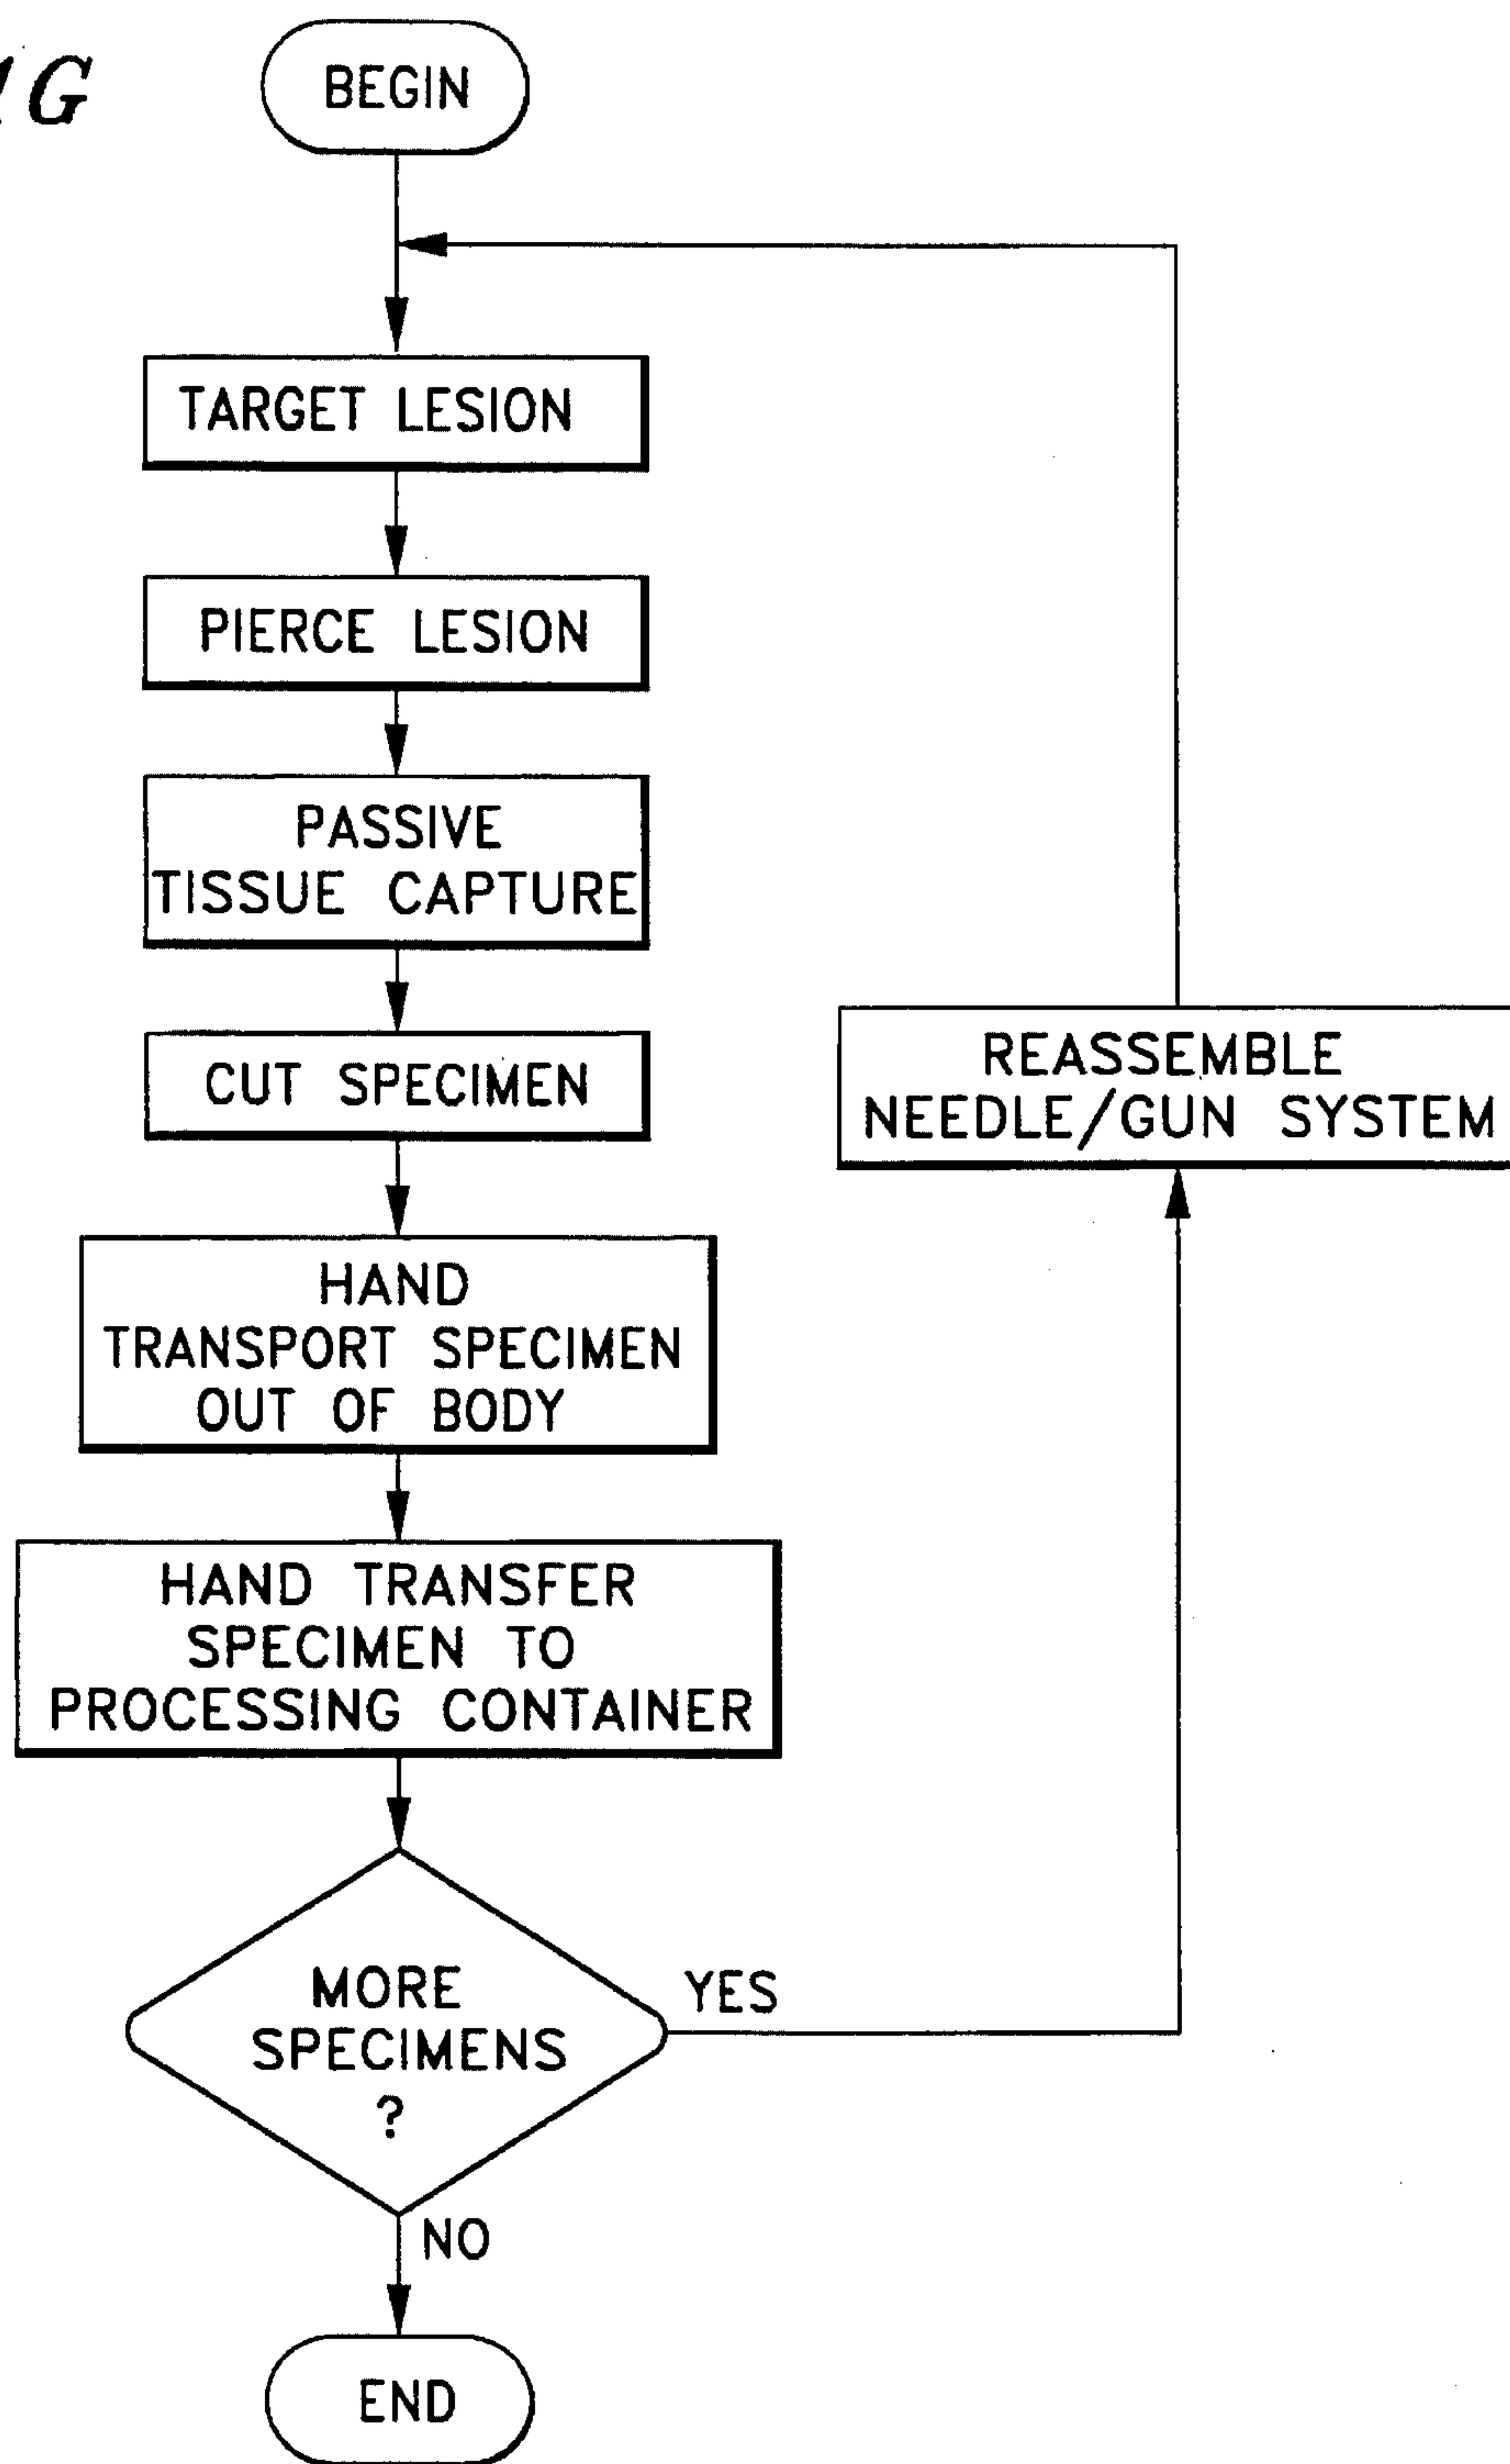 1G
BEGIN
TARGET LESION
PIERCE LESION
PASSIVE
TISSUE CAPTURE
CUT SPECIMEN
REASSEMBLE
NEEDLE/GUN SYSTEM
HAND
TRANSPORT SPECIMEN
OUT OF BODY
HAND TRANSFER
SPECIMEN TO
PROCESSING CONTAINER
MORE
SPECIMENS
?
YES
NO
END